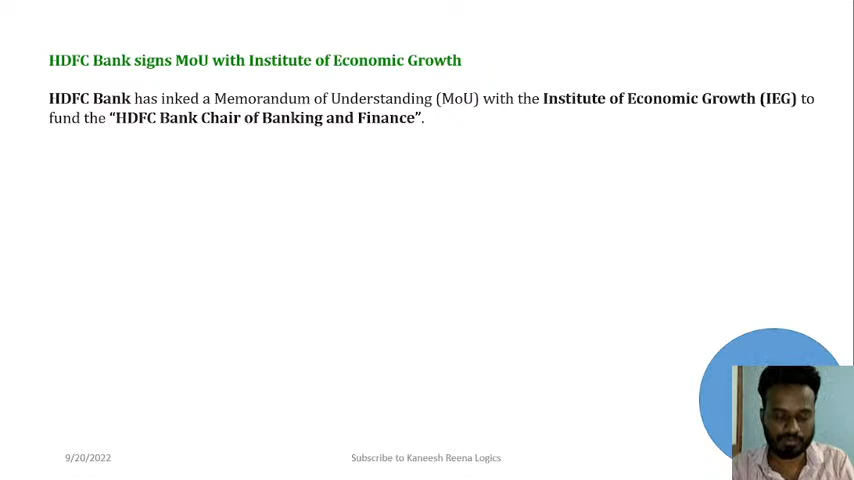 HDFC Bank signs MoU with Institute of Economic Growth
HDFC Bank has inked a Memorandum of Understanding (MoU) with the Institute of Economic Growth (IEG) to
fund the “HDFC Bank Chair of Banking and Finance”.
9/20/2022
Subscribe to Kaneesh Reena Logics